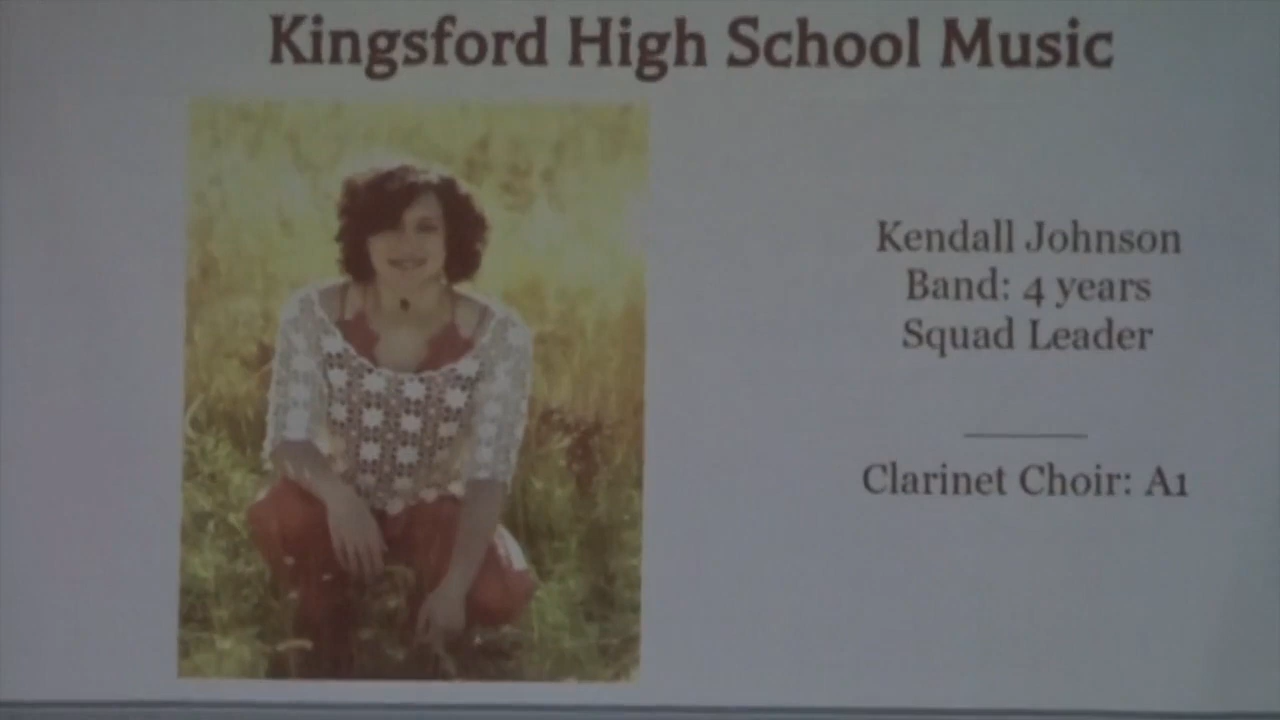 Kingsford High School Music
Kendall Johnson
Band: 4 years
Squad Leader
Clarinet Choir: A1